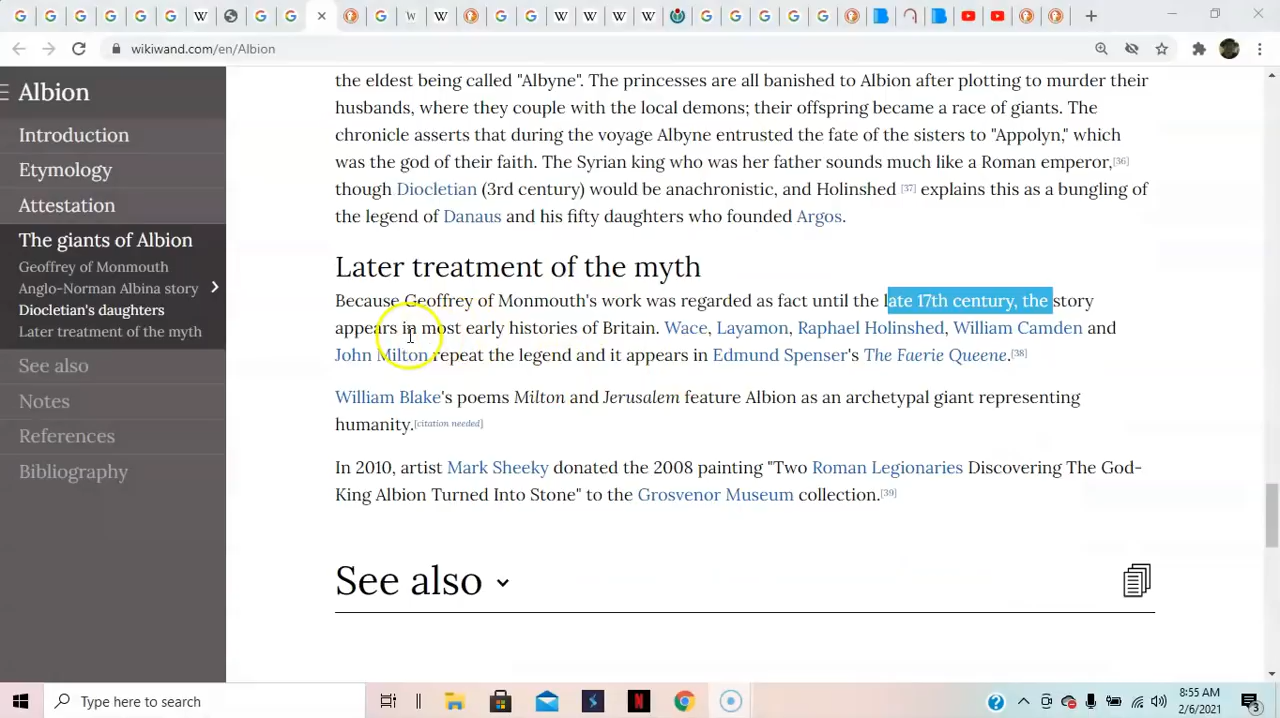 wikiwand.com/en/Albion
Albion
Introduction
Etymology
Attestation
The giants of Albion
Geoffrey of Monmouth
Anglo-Norman Albina story
Diocletian's daughters
Later treatment of the myth
See also
Notes
References
Bibliography
the eldest being called "Albyne". The princesses are all banished to Albion after plotting to murder their
husbands, where they couple with the local demons; their offspring became a race of giants. The
chronicle asserts that during the voyage Albyne entrusted the fate of the sisters to "Appolyn," which
was the god of their faith. The Syrian king who was her father sounds much like a Roman emperor,[36]
though Diocletian (3rd century) would be anachronistic, and Holinshed [37] explains this as a bungling of
the legend of Danaus and his fifty daughters who founded Argos.
Later treatment of the myth
Because Geoffrey of Monmouth's work was regarded as fact until the late 17th century, the story
appears in most early histories of Britain. Wace, Layamon, Raphael Holinshed, William Camden and
John Milton repeat the legend and it appears in Edmund Spenser's The Faerie Queene.[38]
William Blake's poems Milton and Jerusalem feature Albion as an archetypal giant representing
humanity.[citation needed]
In 2010, artist Mark Sheeky donated the 2008 painting "Two Roman Legionaries Discovering The God-
King Albion Turned Into Stone" to the Grosvenor Museum collection.[39]
See also
Type here to search
8:55 AM
2/6/2021
3